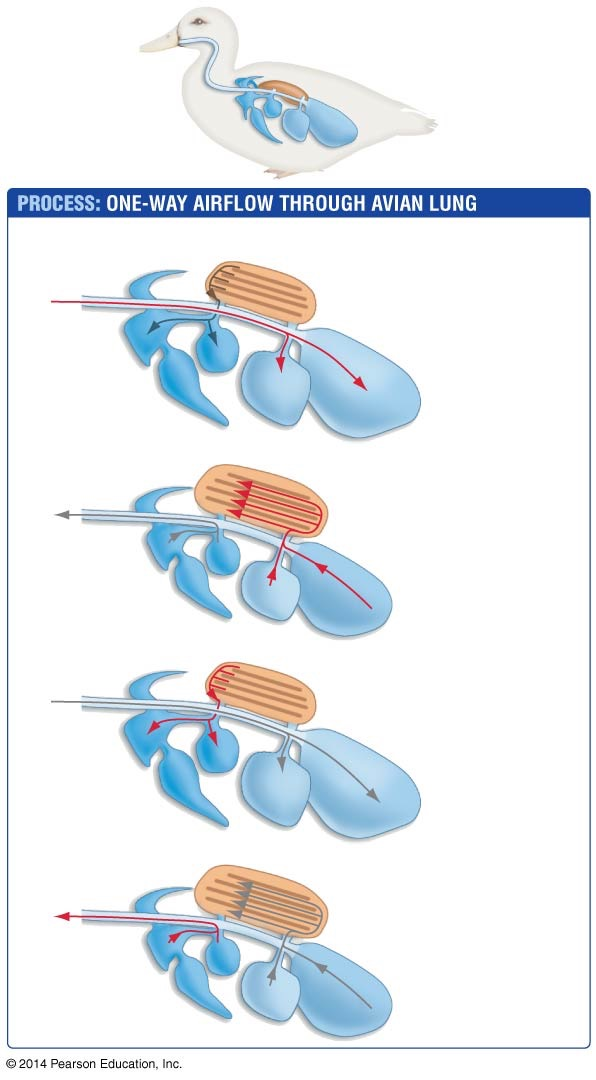 PROCESS: ONE-WAY AIRFLOW THROUGH AVIAN LUNG
© 2014 Pearson Education, Inc.